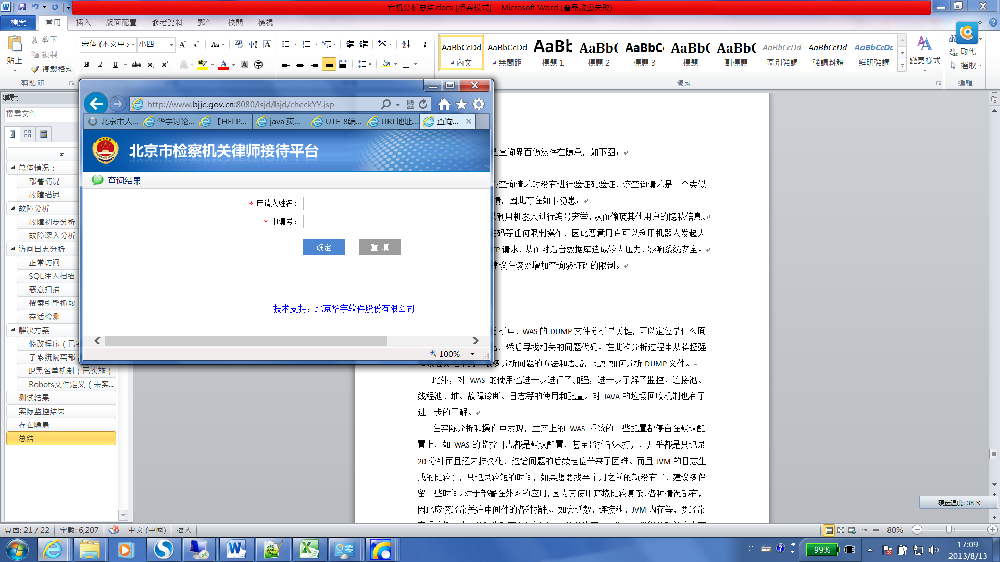 宕机分析总结.docx [相容模式] - Microsoft Word (產品啟動失敗)
檔案 常用 插入 版面配置 參考資料 郵件 校閱 檢視
貼上 剪下 複製 複製格式 剪貼簿
宋体 (本文中文 小四
AaBbCcDd AaBbCcDd AaBb AaBbC AaBbC AaBbC AaBbC AaBbCcDd AaBbCcDd AaBbCcDd
内文 無間距 標題 1 標題 2 標題 3 標題 副標題 區別強調 強調斜體 鮮明強調
變更樣式 取代 選取
樣式 編輯
導覽
搜尋文件
总体情况：
部署情况
故障描述
故障分析
故障初步分析
故障深入分析
访问日志分析
正常访问
SQL注入扫描
恶意扫描
搜索引擎抓取
存活检测
解决方案
修改程序（已实
子系统隔离部署
IP黑名单机制（已实施）
Robots文件定义（未实...
测试结果
实际监控结果
存在隐患
总结
http://www.bjjc.gov.cn:8080/lsjd/lsjd/checkYY.jsp
北京市人... 华宇讨论... 【HELP... java 页... UTF-8编... URL地址... 查询...
北京市检察机关律师接待平台
查询结果
* 申请人姓名：
* 申请号：
确定 重 填
技术支持：北京华宇软件股份有限公司
100%
些查询界面仍然存在隐患，如下图：
交查询请求时没有进行验证码验证，该查询请求是一个类似
馈，因此存在如下隐患：
以利用机器人进行编号穷举，从而偷窥其他用户的隐私信息。
证码等任何限制操作，因此恶意用户可以利用机器人发起大
TP 请求，从而对后台数据库造成较大压力，影响系统安全。
建议在该处增加查询验证码的限制。
分析中，WAS 的 DUMP 文件分析是关键，可以定位是什么原
出，然后寻找相关的问题代码。在此次分析过程中从蒋拯强
很多分析问题的方法和思路，比如如何分析 DUMP 文件。
此外，对 WAS 的使用也进一步进行了加强，进一步了解了监控、连接池、
线程池、堆、故障诊断、日志等的使用和配置。对 JAVA 的垃圾回收机制也有了
进一步的了解。
在实际分析和操作中发现，生产上的 WAS 系统的一些配置都停留在默认配
置上，如 WAS 的监控日志都是默认配置，甚至监控都未打开，几乎都是只记录
20 分钟而且还未持久化，这给问题的后续定位带来了困难。而且 JVM 的日志生
成的比较少，只记录较短的时间，如果想要找半个月之前的就没有了，建议多保
留一些时间。对于部署在外网的应用，因为其使用环境比较复杂，各种情况都有，
因此应该经常关注中间件的各种指标，如会话数，连接池，JVM 内存等，要经常
硬盘温度: 38 ℃
頁面: 21 / 22 字數: 6,207 中文 (中國) 插入 80%
CH 99% 17:09
2013/8/13